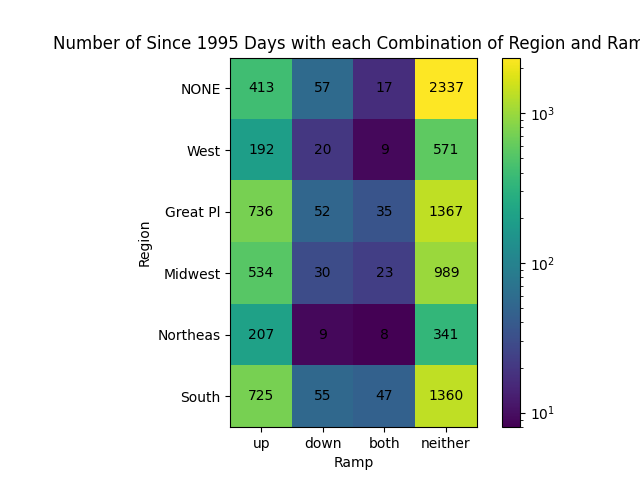 Number of Since 1995 Days with each Combination of Region and Ram
NONE 413 57 17 2337
West 192 20 9 571
Great Pl 736 52 35 1367
Midwest 534 30 23 989
Northeas 207 9 8 341
South 725 55 47 1360
up down both neither
Ramp
Region
10³
10²
10¹